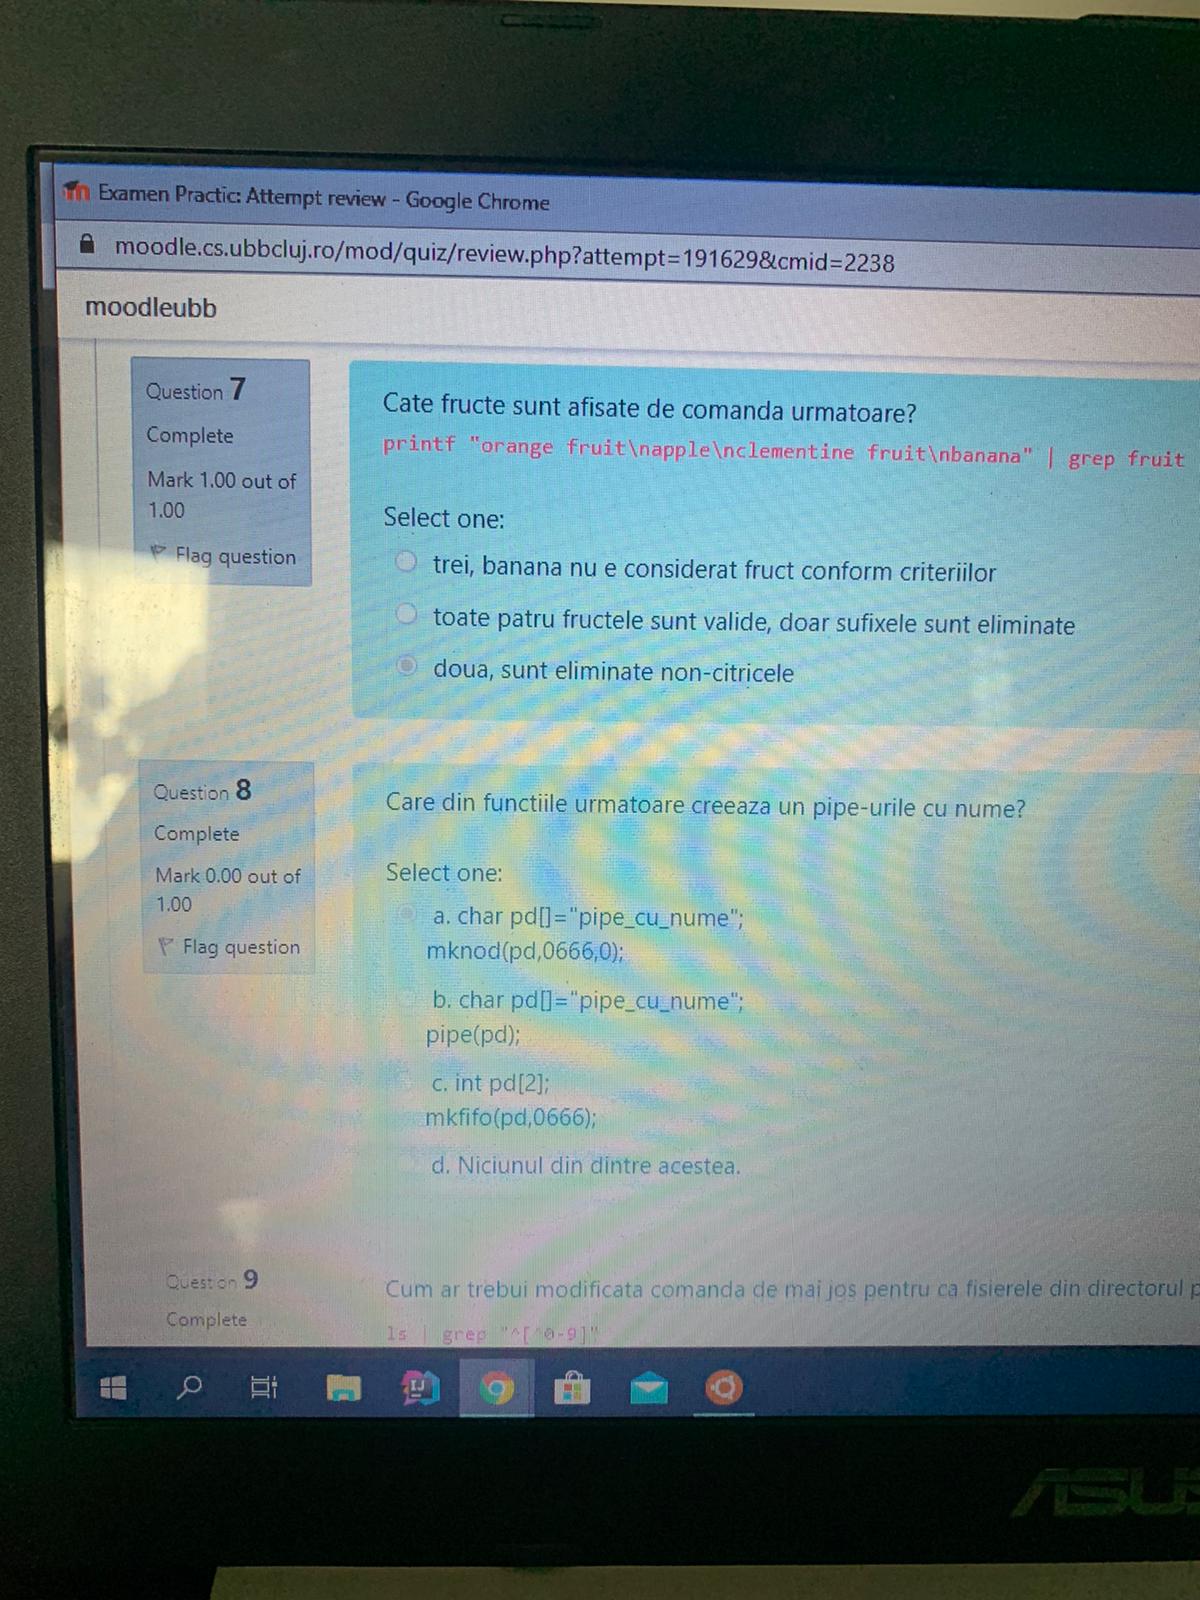 Examen Practic: Attempt review - Google Chrome
moodle.cs.ubbcluj.ro/mod/quiz/review.php?attempt=191629&cmid=2238
moodleubb
Question 7
Complete
Mark 1.00 out of
1.00
Flag question
Cate fructe sunt afisate de comanda urmatoare?
printf "orange fruit\napple\nclementine fruit\nbanana" | grep fruit
Select one:
trei, banana nu e considerat fruct conform criteriilor
toate patru fructele sunt valide, doar sufixele sunt eliminate
doua, sunt eliminate non-citricele
Question 8
Complete
Mark 0.00 out of
1.00
Flag question
Care din functiile urmatoare creeaza un pipe-urile cu nume?
Select one:
a. char pd[]="pipe_cu_nume";
mknod(pd,0666,0);
b. char pd[]="pipe_cu_nume";
pipe(pd);
c. int pd[2];
mkfifo(pd,0666);
d. Niciunul din dintre acestea.
Question 9
Complete
Cum ar trebui modificata comanda de mai jos pentru ca fisierele din directorul p
ls | grep "^[^0-9]"
IJ
ASUS